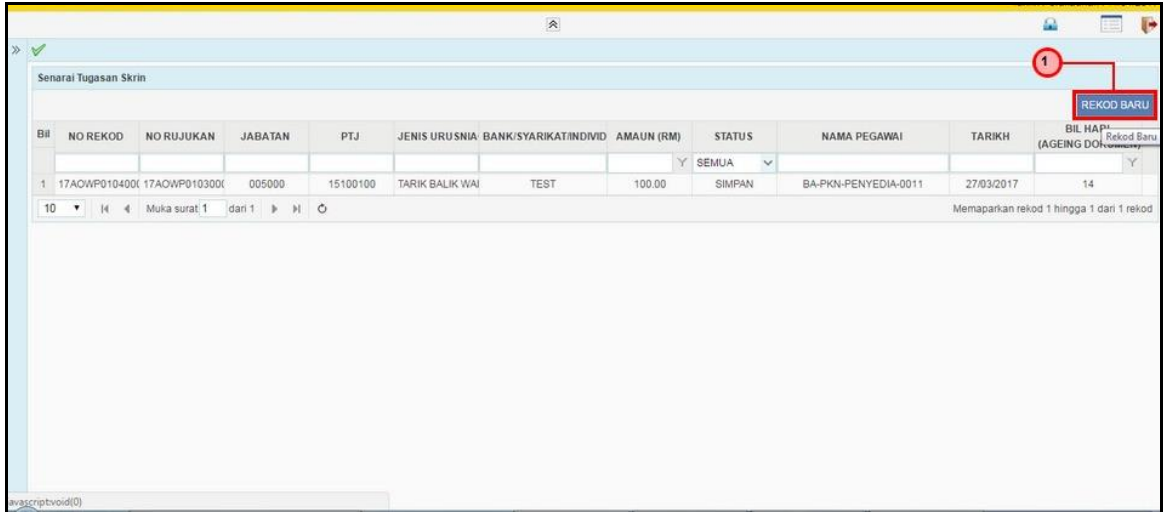 Senarai Tugasan Skrin
1
REKOD BARU
Rekod Baru.
Bil NO REKOD NO RUJUKAN JABATAN PTJ JENIS URUSNIA BANK/SYARIKAT/INDIVID AMAUN (RM) STATUS NAMA PEGAWAI TARIKH BIL HARI (AGEING DOKUMEN)
SEMUA
1 17AOWP010400( 17AOWP010300( 005000 15100100 TARIK BALIK WAI TEST 100.00 SIMPAN BA-PKN-PENYEDIA-0011 27/03/2017 14
10 Muka surat 1 dari 1 Memaparkan rekod 1 hingga 1 dari 1 rekod
avascript:void(0)